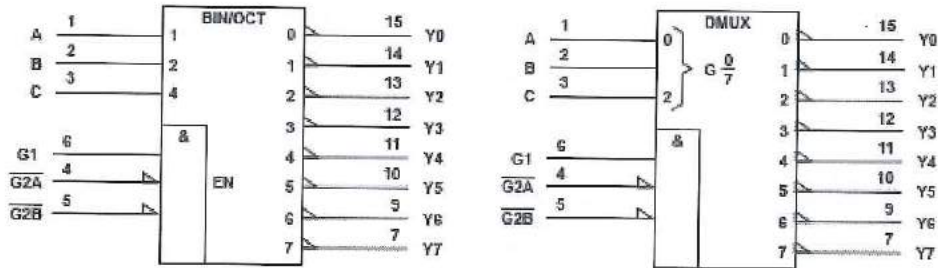 BIN/OCT
A 1 1 0 15 Y0
B 2 2 1 14 Y1
C 3 4 2 13 Y2
3 12 Y3
&
G1 6 4 11 Y4
G2A 4 EN 5 10 Y5
G2B 5 6 9 Y6
7 7 Y7
DMUX
A 1 0 0 15 Y0
B 2 G 0/7 1 14 Y1
C 3 2 2 13 Y2
3 12 Y3
&
G1 6 4 11 Y4
G2A 4 5 10 Y5
G2B 5 6 9 Y6
7 7 Y7